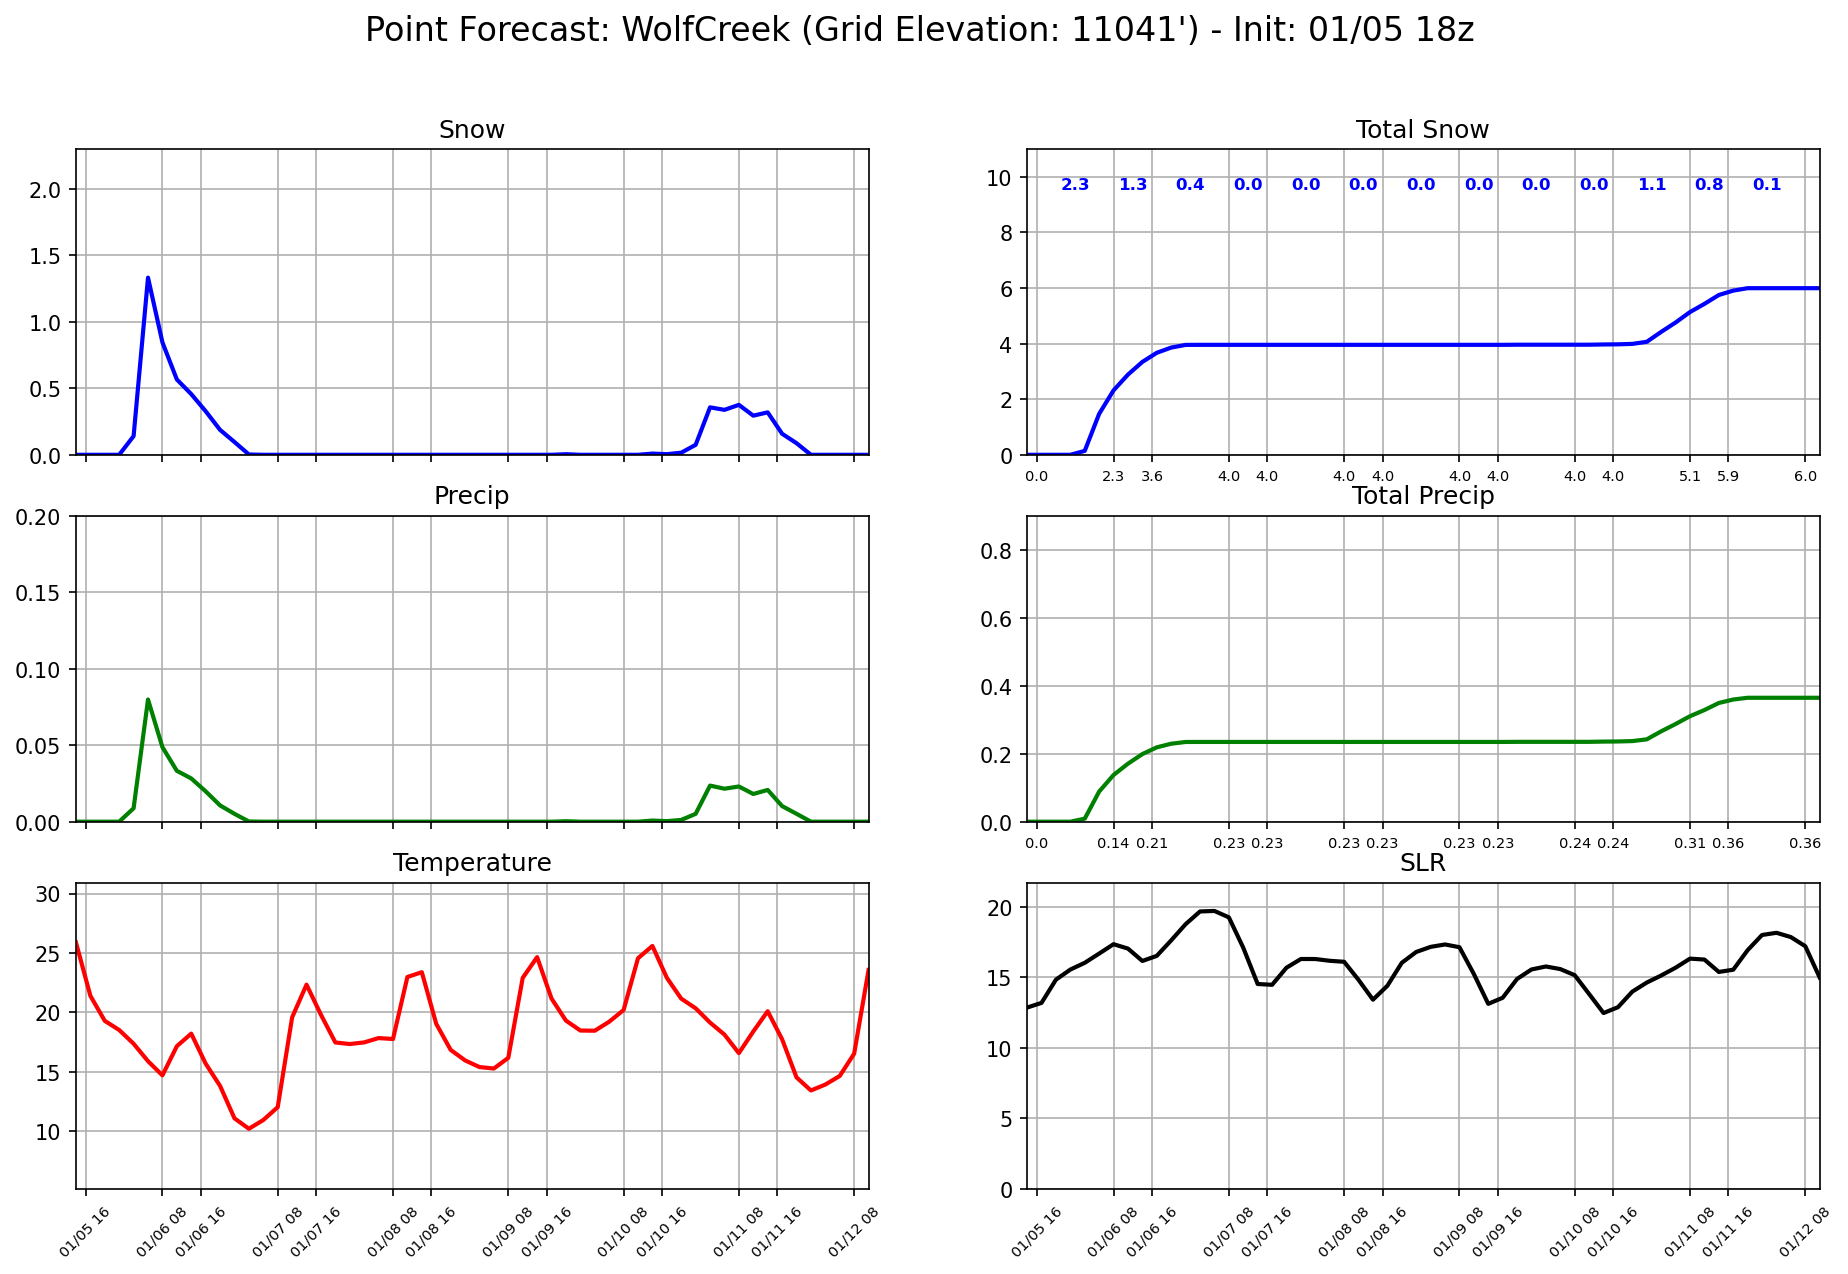 Point Forecast: WolfCreek (Grid Elevation: 11041') - Init: 01/05 18z
Snow
2.0
1.5
1.0
0.5
0.0
Total Snow
10
8
6
4
2
0
2.3 1.3 0.4 0.0 0.0 0.0 0.0 0.0 0.0 0.0 1.1 0.8 0.1
0.0 2.3 3.6 4.0 4.0 4.0 4.0 4.0 4.0 4.0 4.0 5.1 5.9 6.0
Precip
0.20
0.15
0.10
0.05
0.00
Total Precip
0.8
0.6
0.4
0.2
0.0
0.0 0.14 0.21 0.23 0.23 0.23 0.23 0.23 0.23 0.24 0.24 0.31 0.36 0.36
Temperature
30
25
20
15
10
01/05 16 01/06 08 01/06 16 01/07 08 01/07 16 01/08 08 01/08 16 01/09 08 01/09 16 01/10 08 01/10 16 01/11 08 01/11 16 01/12 08
SLR
20
15
10
5
0
01/05 16 01/06 08 01/06 16 01/07 08 01/07 16 01/08 08 01/08 16 01/09 08 01/09 16 01/10 08 01/10 16 01/11 08 01/11 16 01/12 08